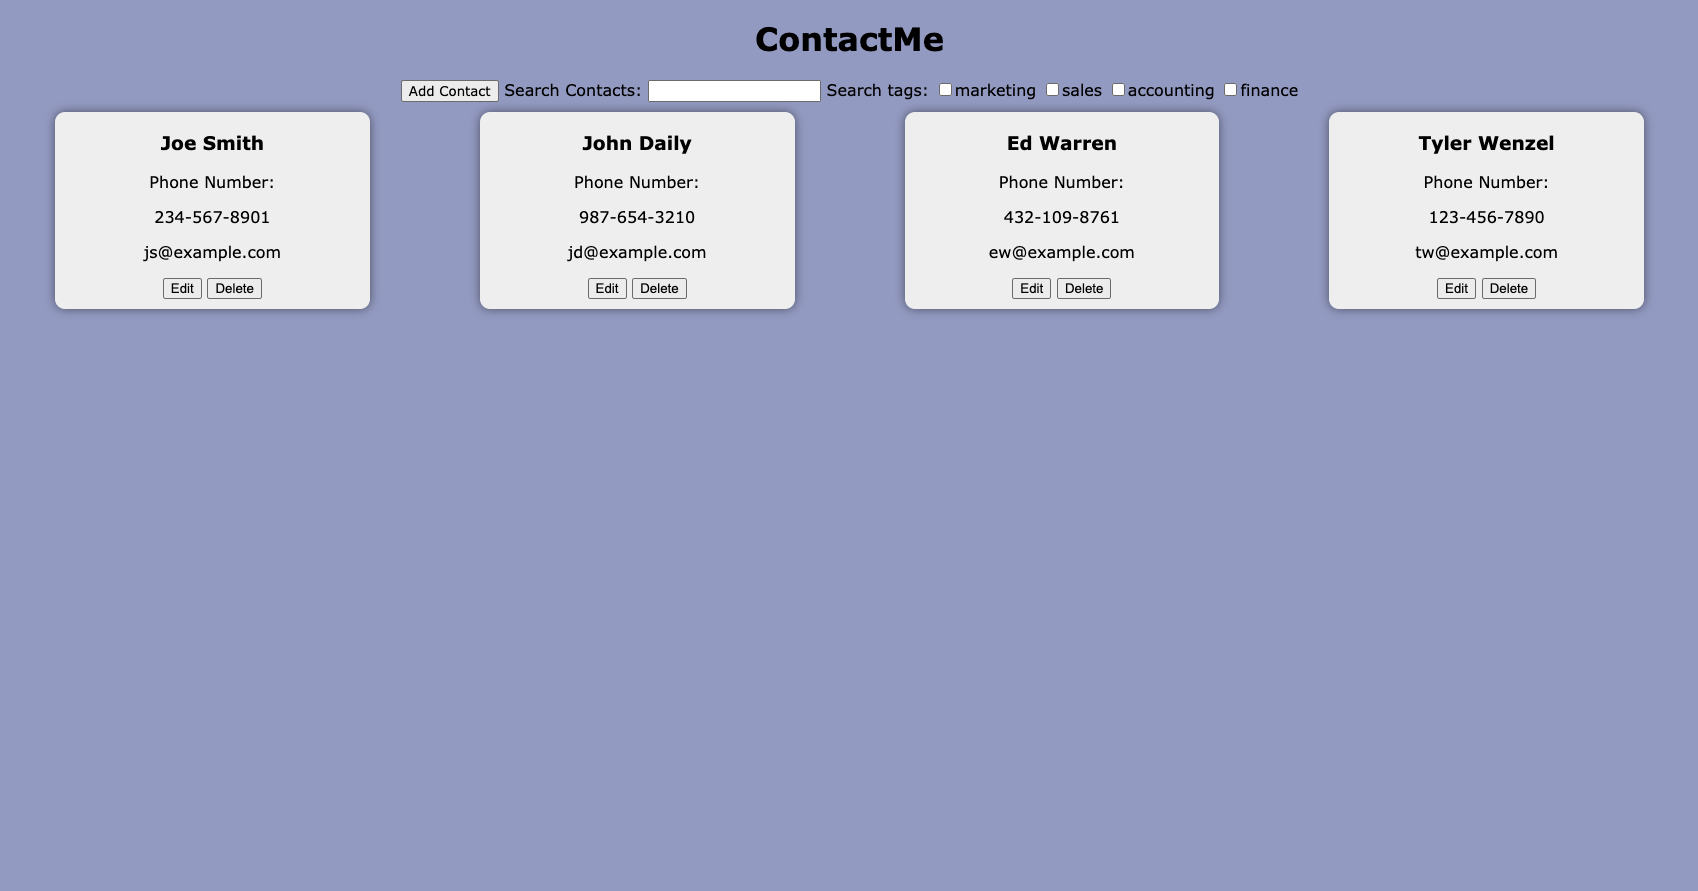 ContactMe
Add Contact Search Contacts: Search tags: marketing sales accounting finance
Joe Smith
Phone Number:
234-567-8901
js@example.com
Edit Delete
John Daily
Phone Number:
987-654-3210
jd@example.com
Edit Delete
Ed Warren
Phone Number:
432-109-8761
ew@example.com
Edit Delete
Tyler Wenzel
Phone Number:
123-456-7890
tw@example.com
Edit Delete